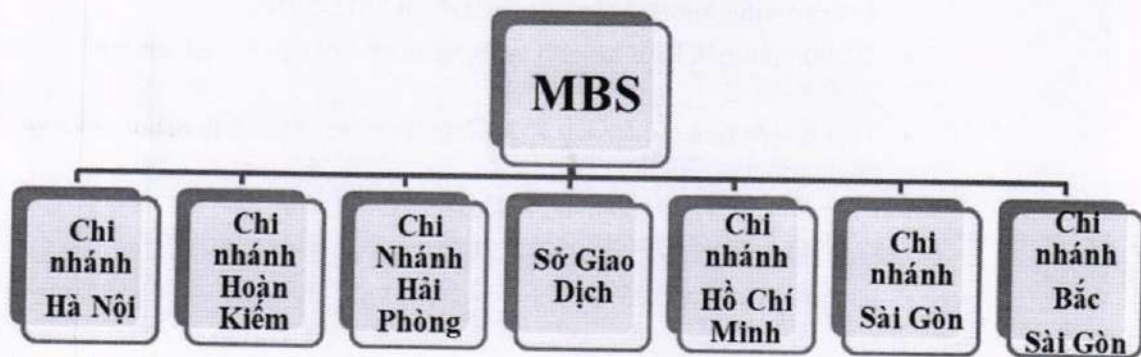 MBS
Chi
nhánh
Hà Nội
Chi
nhánh
Hoàn
Kiếm
Chi
Nhánh
Hải
Phòng
Sở Giao
Dịch
Chi
nhánh
Hồ Chí
Minh
Chi
nhánh
Sài Gòn
Chi
nhánh
Bắc
Sài Gòn